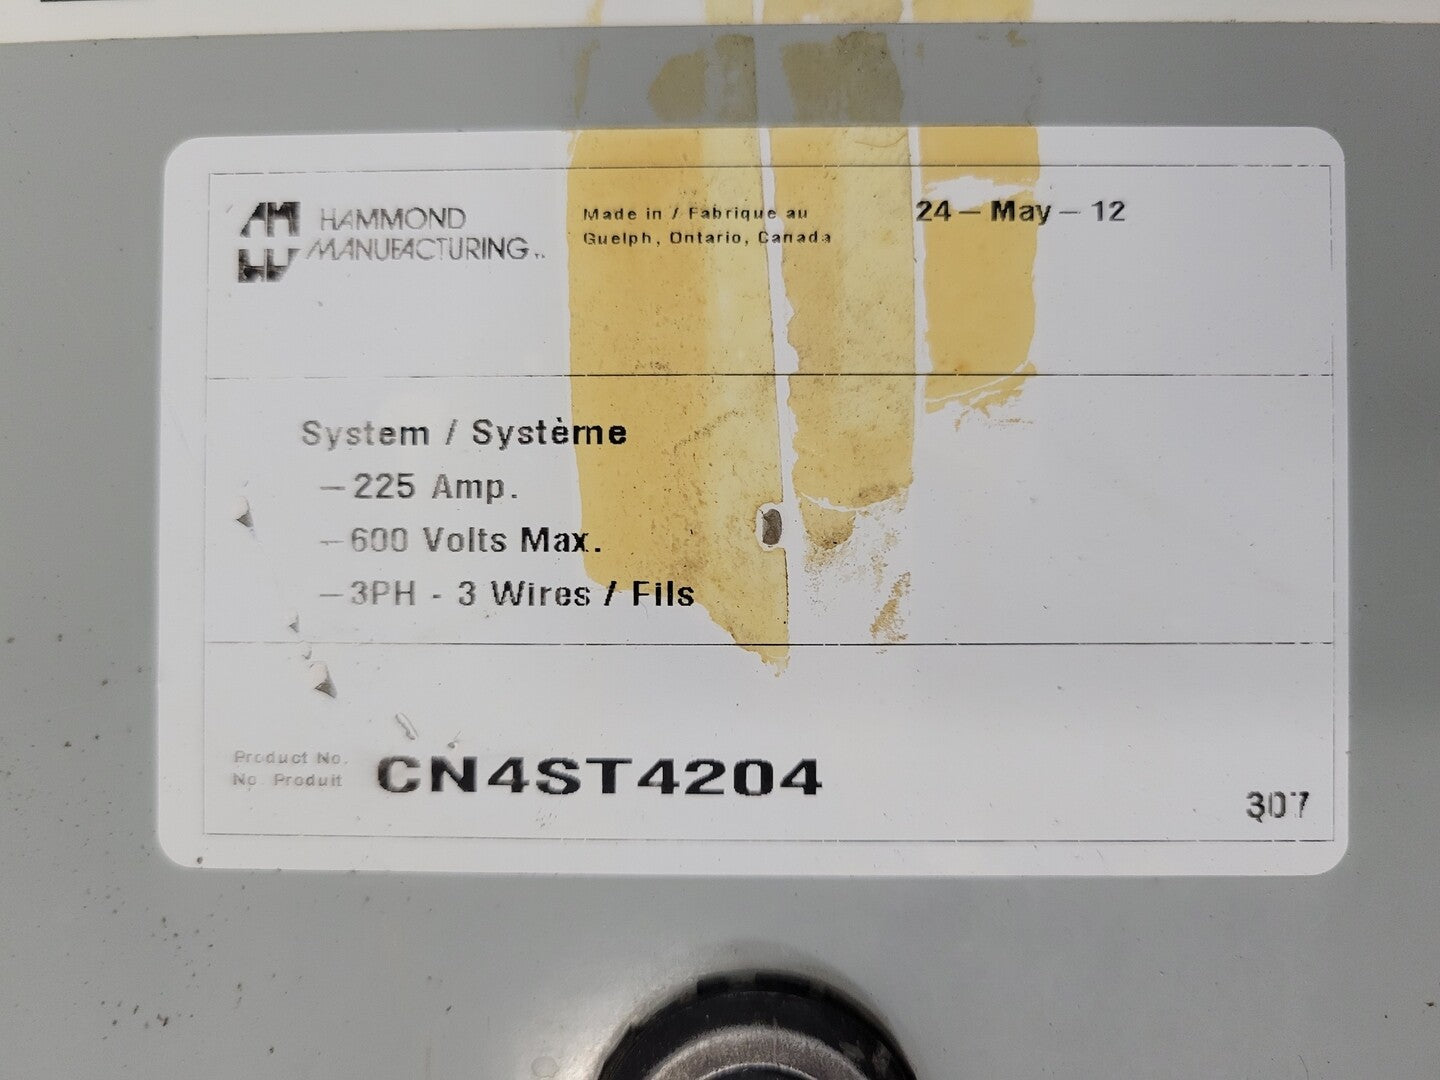 HAMMOND
MANUFACTURING™
Made in / Fabrique au
Guelph, Ontario, Canada
24 – May – 12
System / Système
– 225 Amp.
– 600 Volts Max.
– 3PH - 3 Wires / Fils
Product No.
No. Produit
CN4ST4204
307